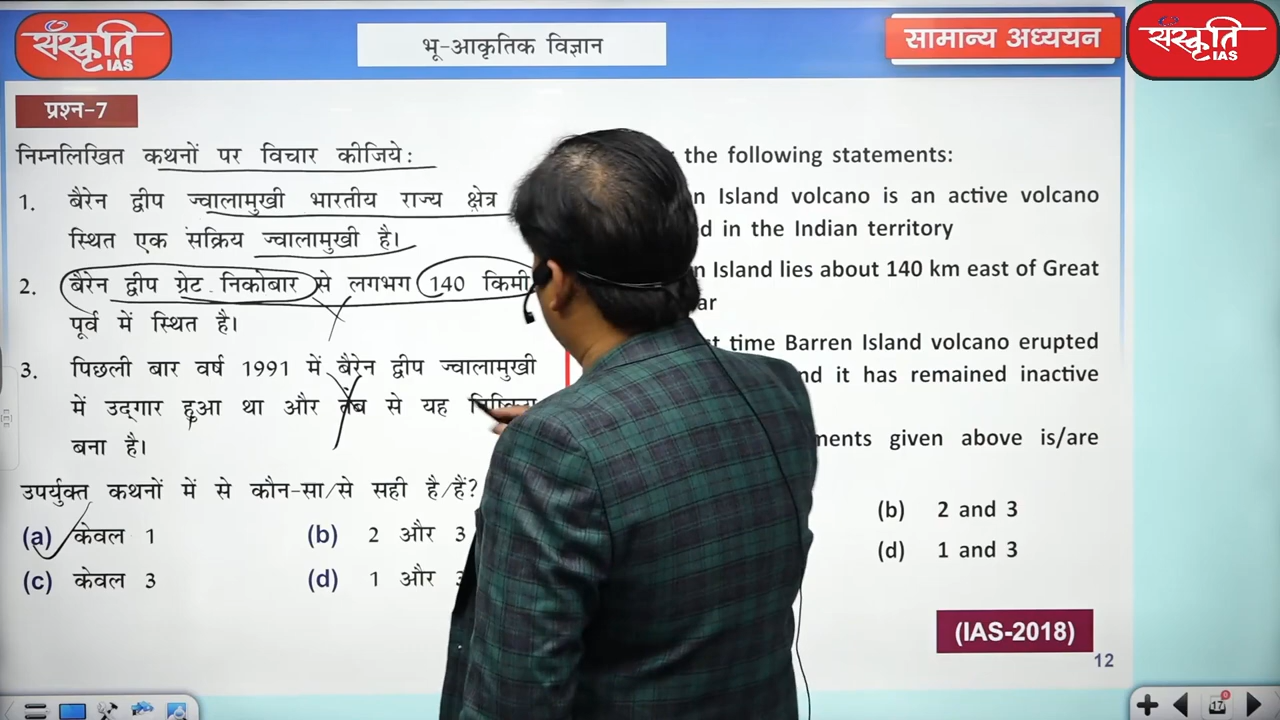 संस्कृति
IAS
भू-आकृतिक विज्ञान
सामान्य अध्ययन
संस्कृति
IAS
प्रश्न-7
निम्नलिखित कथनों पर विचार कीजिये:
1. बैरेन द्वीप ज्वालामुखी भारतीय राज्य क्षेत्र
स्थित एक सक्रिय ज्वालामुखी है।
2. बैरेन द्वीप ग्रेट निकोबार से लगभग 140 किमी
पूर्व में स्थित है।
3. पिछली बार वर्ष 1991 में बैरेन द्वीप ज्वालामुखी
में उद्‌गार हुआ था और तब से यह
बना है।
उपर्युक्त कथनों में से कौन-सा/से सही है/हैं?
(a) केवल 1
(b) 2 और 3
(c) केवल 3
(d) 1 और 3
the following statements:
Island volcano is an active volcano
in the Indian territory
Island lies about 140 km east of Great
time Barren Island volcano erupted
it has remained inactive
given above is/are
(b) 2 and 3
(d) 1 and 3
(IAS-2018)
12
17